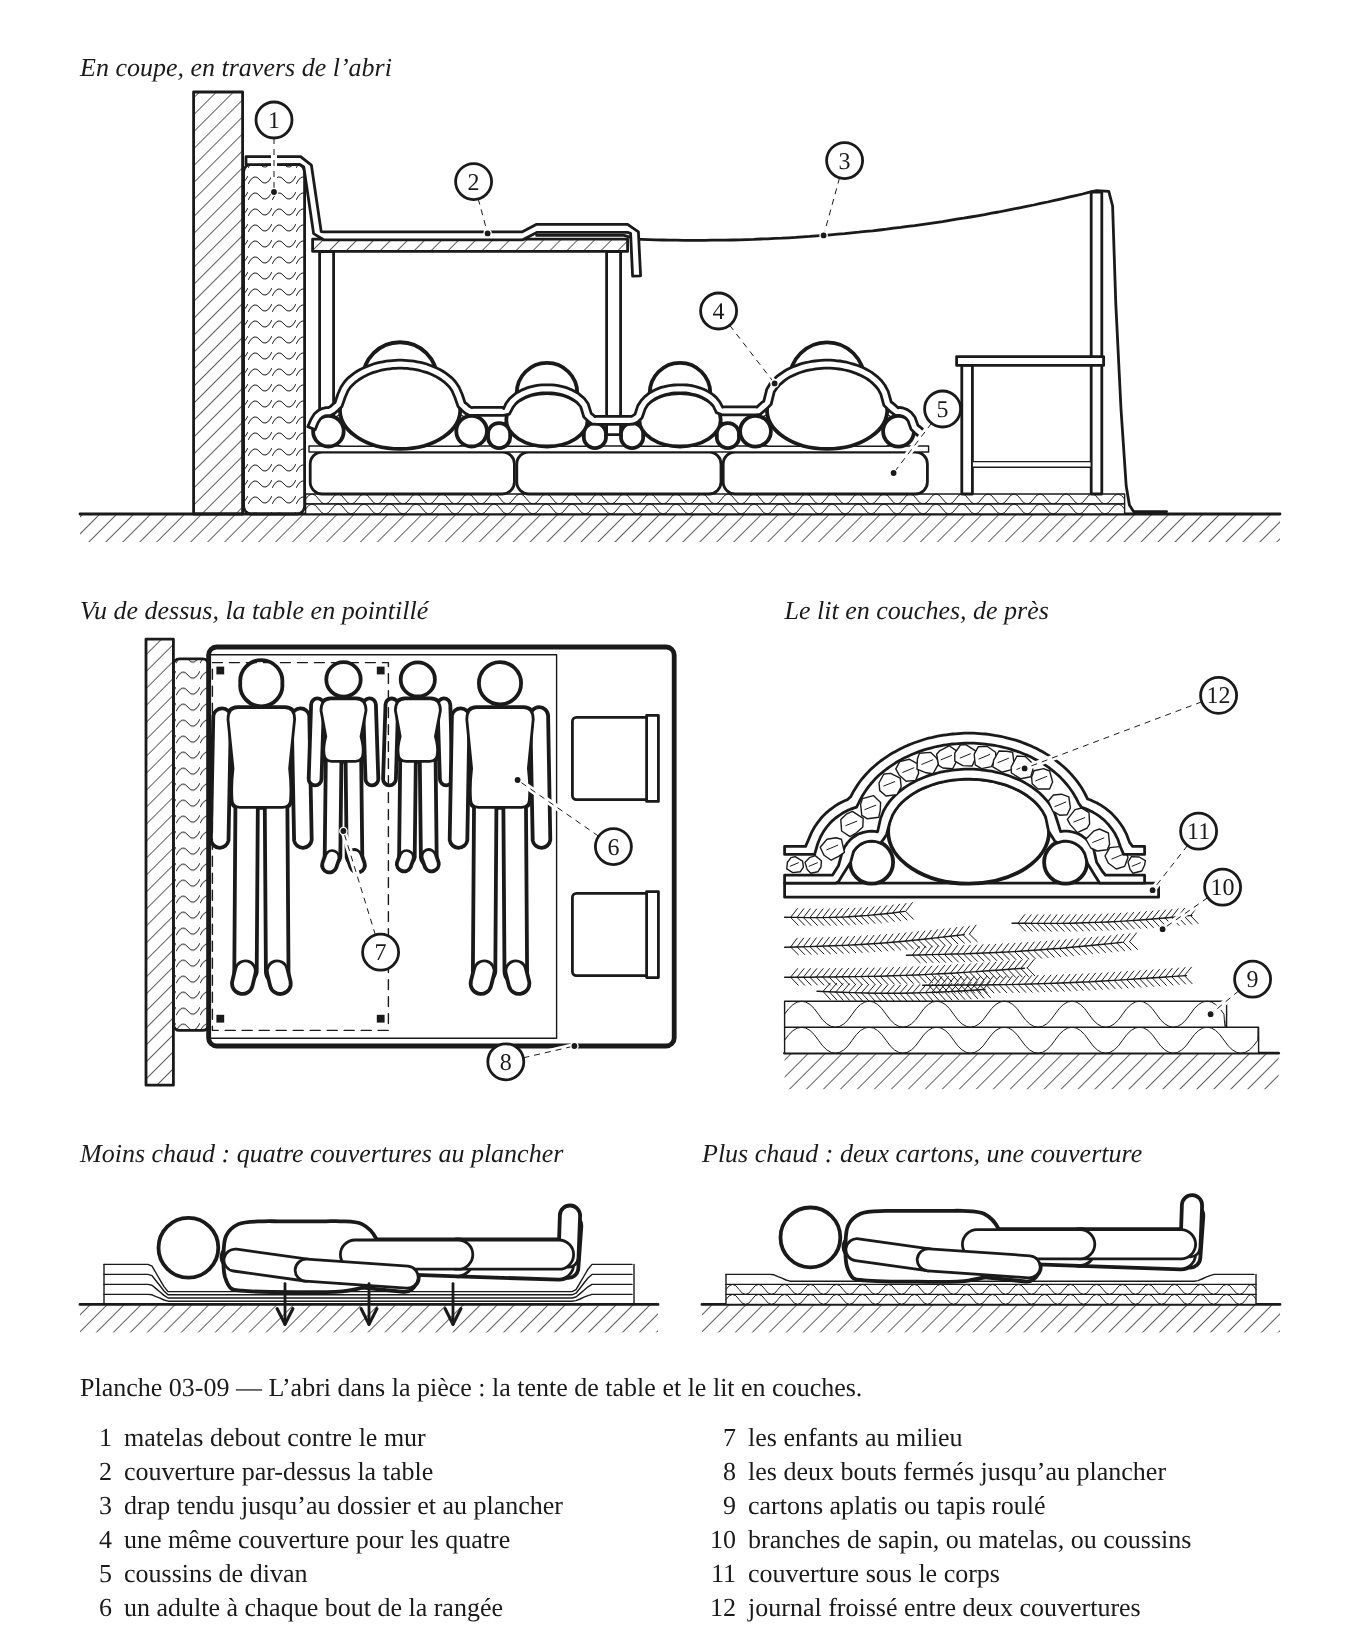 En coupe, en travers de l’abri
1
2
3
4
5
Vu de dessus, la table en pointillé
Le lit en couches, de près
12
11
10
9
6
7
8
Moins chaud : quatre couvertures au plancher
Plus chaud : deux cartons, une couverture
Planche 03-09 — L’abri dans la pièce : la tente de table et le lit en couches.
1 matelas debout contre le mur
2 couverture par-dessus la table
3 drap tendu jusqu’au dossier et au plancher
4 une même couverture pour les quatre
5 coussins de divan
6 un adulte à chaque bout de la rangée
7 les enfants au milieu
8 les deux bouts fermés jusqu’au plancher
9 cartons aplatis ou tapis roulé
10 branches de sapin, ou matelas, ou coussins
11 couverture sous le corps
12 journal froissé entre deux couvertures